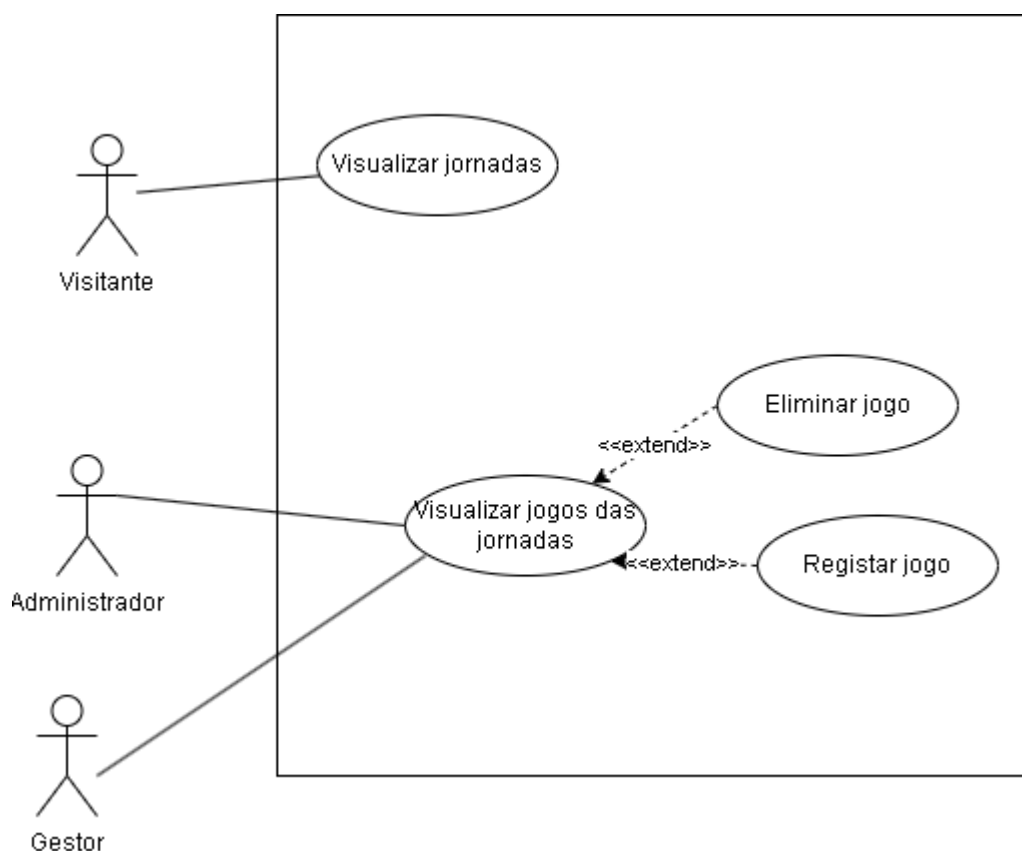 Visualizar jornadas
Visitante
Eliminar jogo
<<extend>>
Visualizar jogos das
jornadas
<<extend>>
Registar jogo
Administrador
Gestor